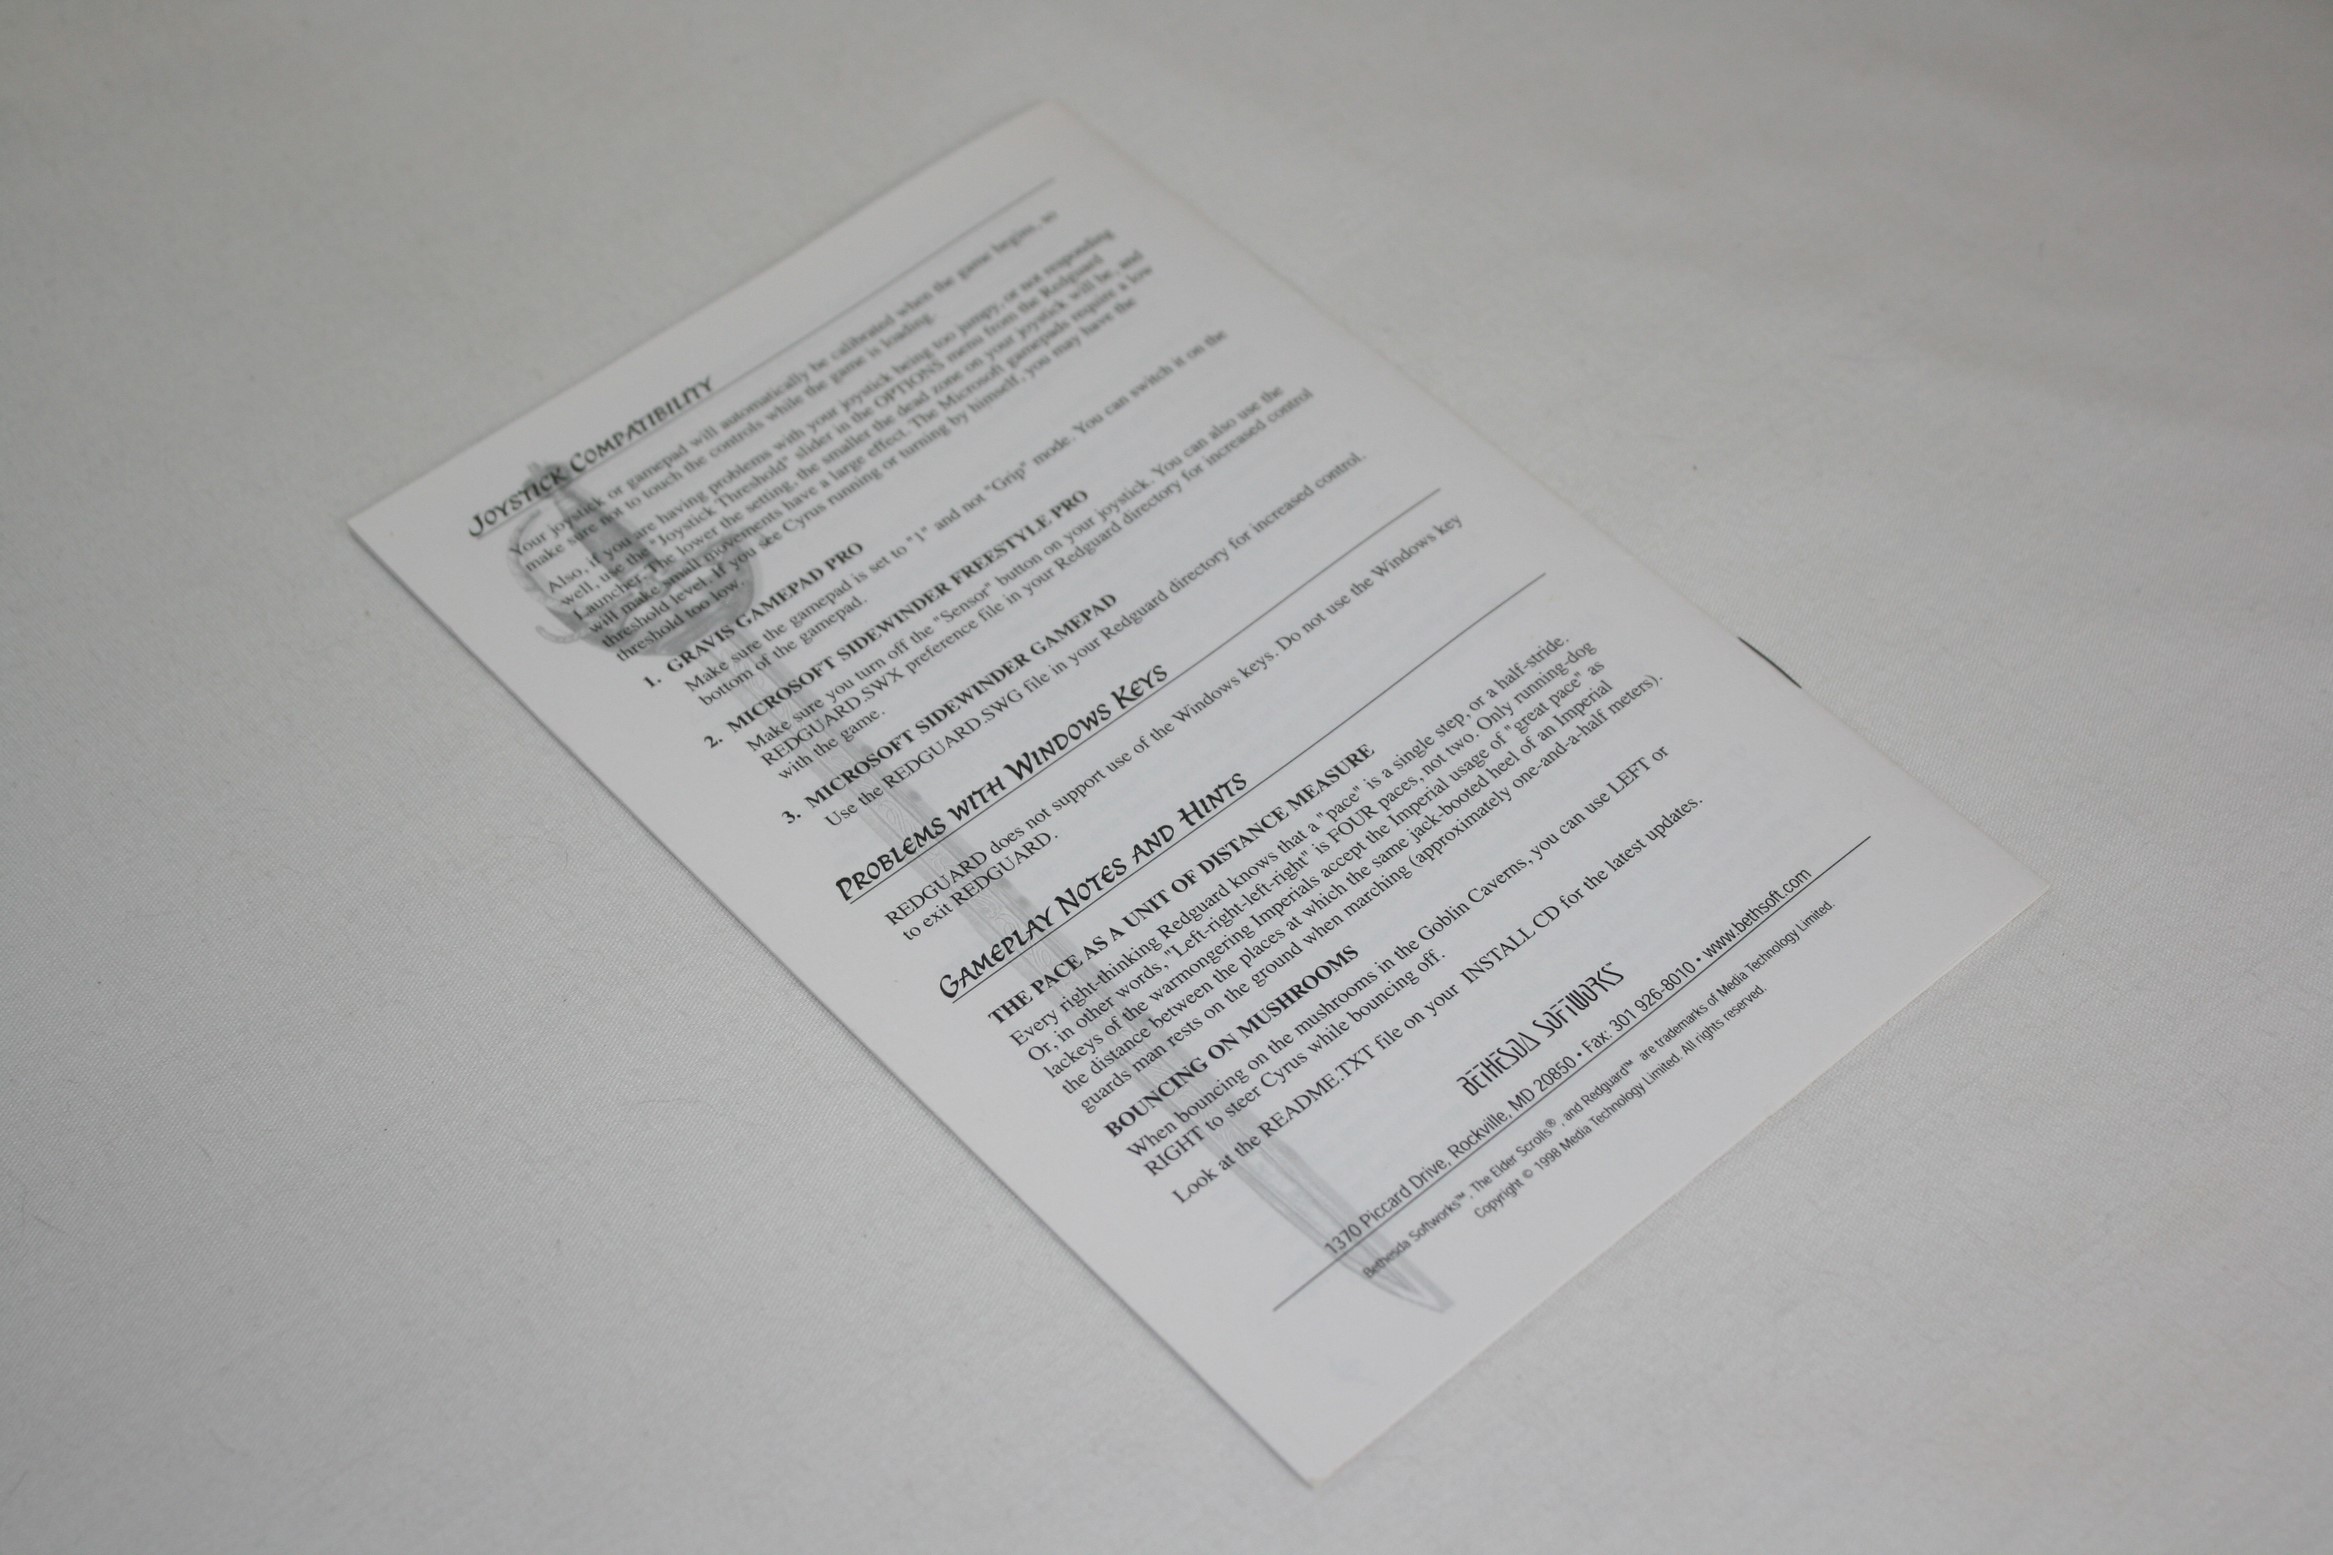 JOYSTICK COMPATIBILITY
Your joystick or gamepad will automatically be calibrated when the game begins, so
make sure not to touch the controls while the game is loading.
Also, if you are having problems with your joystick being too jumpy, or not responding
well, use the "Joystick Threshold" slider in the OPTIONS menu from the Redguard
Launcher. The lower the setting, the smaller the dead zone on your joystick will be, and
will make small movements have a large effect. The Microsoft gamepads require a low
threshold level. If you see Cyrus running or turning by himself, you may have the
threshold too low.
1. GRAVIS GAMEPAD PRO
Make sure the gamepad is set to "1" and not "Grip" mode. You can switch it on the
bottom of the gamepad.
2. MICROSOFT SIDEWINDER FREESTYLE PRO
Make sure you turn off the "Sensor" button on your joystick. You can also use the
REDGUARD.SWX preference file in your Redguard directory for increased control
with the game.
3. MICROSOFT SIDEWINDER GAMEPAD
Use the REDGUARD.SWG file in your Redguard directory for increased control.
PROBLEMS WITH WINDOWS KEYS
REDGUARD does not support use of the Windows keys. Do not use the Windows key
to exit REDGUARD.
GAMEPLAY NOTES AND HINTS
THE PACE AS A UNIT OF DISTANCE MEASURE
Every right-thinking Redguard knows that a "pace" is a single step, or a half-stride.
Or, in other words, "Left-right-left-right" is FOUR paces, not two. Only running-dog
lackeys of the warmongering Imperials accept the Imperial usage of "great pace" as
the distance between the places at which the same jack-booted heel of an Imperial
guards man rests on the ground when marching (approximately one-and-a-half meters).
BOUNCING ON MUSHROOMS
When bouncing on the mushrooms in the Goblin Caverns, you can use LEFT or
RIGHT to steer Cyrus while bouncing off.
Look at the README.TXT file on your INSTALL CD for the latest updates.
BETHESDA SOFTWORKS™
1370 Piccard Drive, Rockville, MD 20850 • Fax: 301 926-8010 • www.bethsoft.com
Bethesda Softworks™, The Elder Scrolls®, and Redguard™ are trademarks of Media Technology Limited.
Copyright © 1998 Media Technology Limited. All rights reserved.